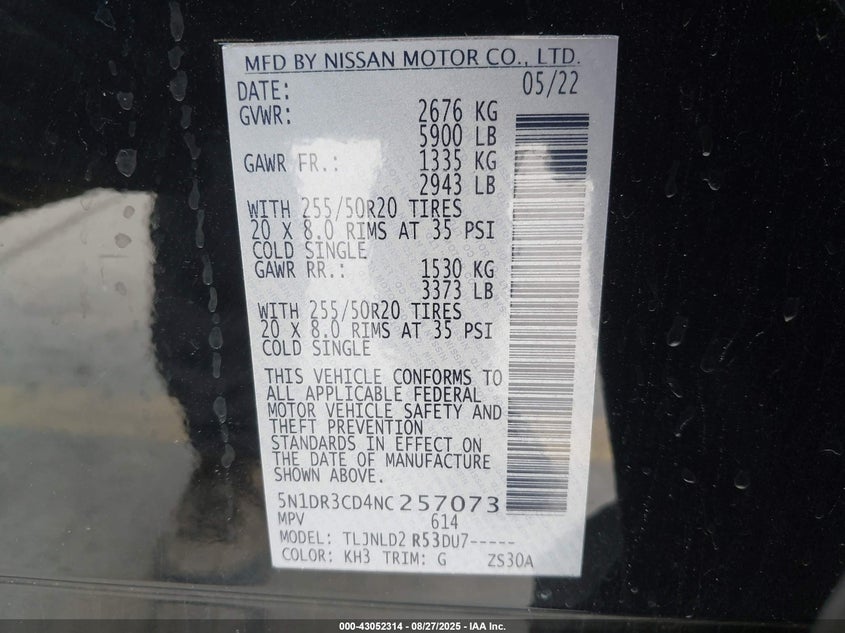 MFD BY NISSAN MOTOR CO., LTD.
DATE: 05/22
GVWR: 2676 KG
5900 LB
GAWR FR.: 1335 KG
2943 LB
WITH 255/50R20 TIRES
20 X 8.0 RIMS AT 35 PSI
COLD SINGLE
GAWR RR.: 1530 KG
3373 LB
WITH 255/50R20 TIRES
20 X 8.0 RIMS AT 35 PSI
COLD SINGLE
THIS VEHICLE CONFORMS TO
ALL APPLICABLE FEDERAL
MOTOR VEHICLE SAFETY AND
THEFT PREVENTION
STANDARDS IN EFFECT ON
THE DATE OF MANUFACTURE
SHOWN ABOVE.
5N1DR3CD4NC257073
MPV 614
MODEL: TLJNLD2 R53DU7-----
COLOR: KH3 TRIM: G ZS30A
000-43052314 - 08/27/2025 - IAA Inc.